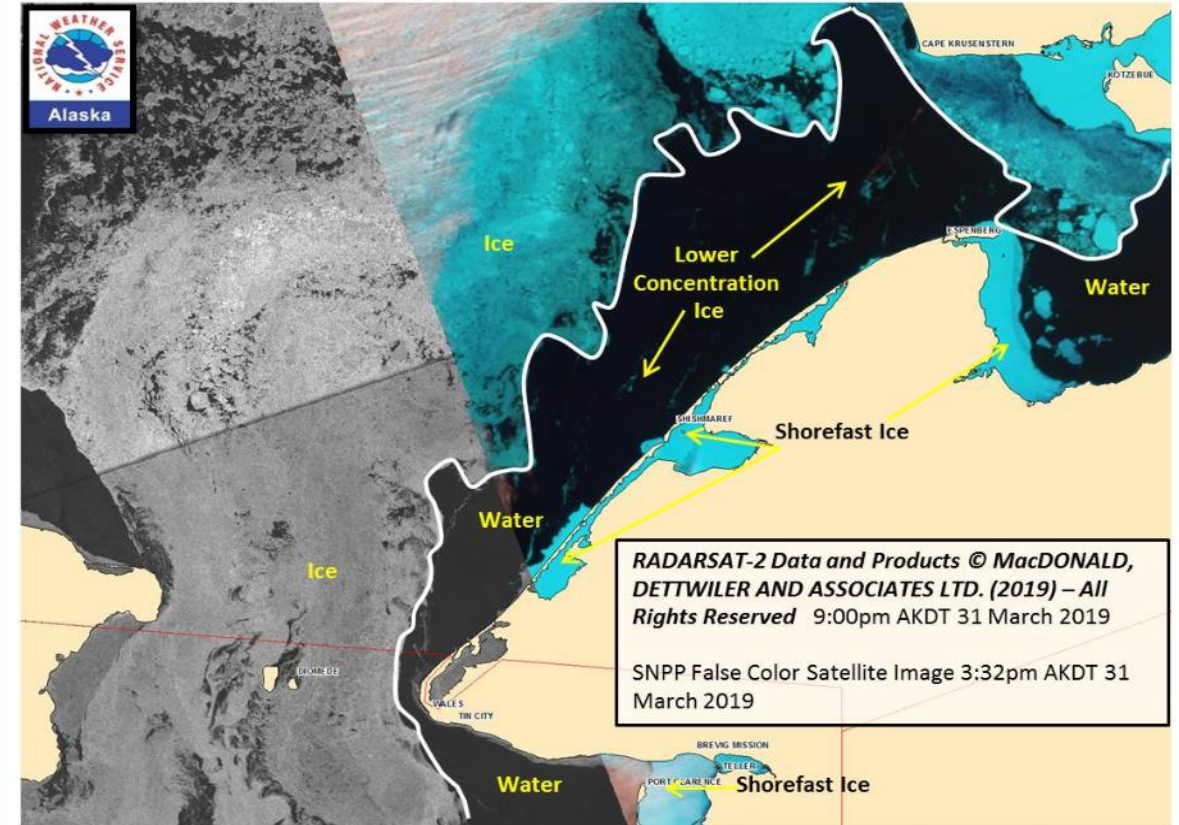 NATIONAL WEATHER SERVICE
Alaska
CAPE KRUSENSTERN
KOTZEBUE
Ice
Lower
Concentration
Ice
ESPENBERG
Water
SHISHMAREF
Shorefast Ice
Water
Ice
RADARSAT-2 Data and Products © MacDONALD,
DETTWILER AND ASSOCIATES LTD. (2019) – All
Rights Reserved 9:00pm AKDT 31 March 2019
SNPP False Color Satellite Image 3:32pm AKDT 31
March 2019
DIOMEDE
WALES
TIN CITY
BREVIG MISSION
TELLER
PORT CLARENCE
Water
Shorefast Ice